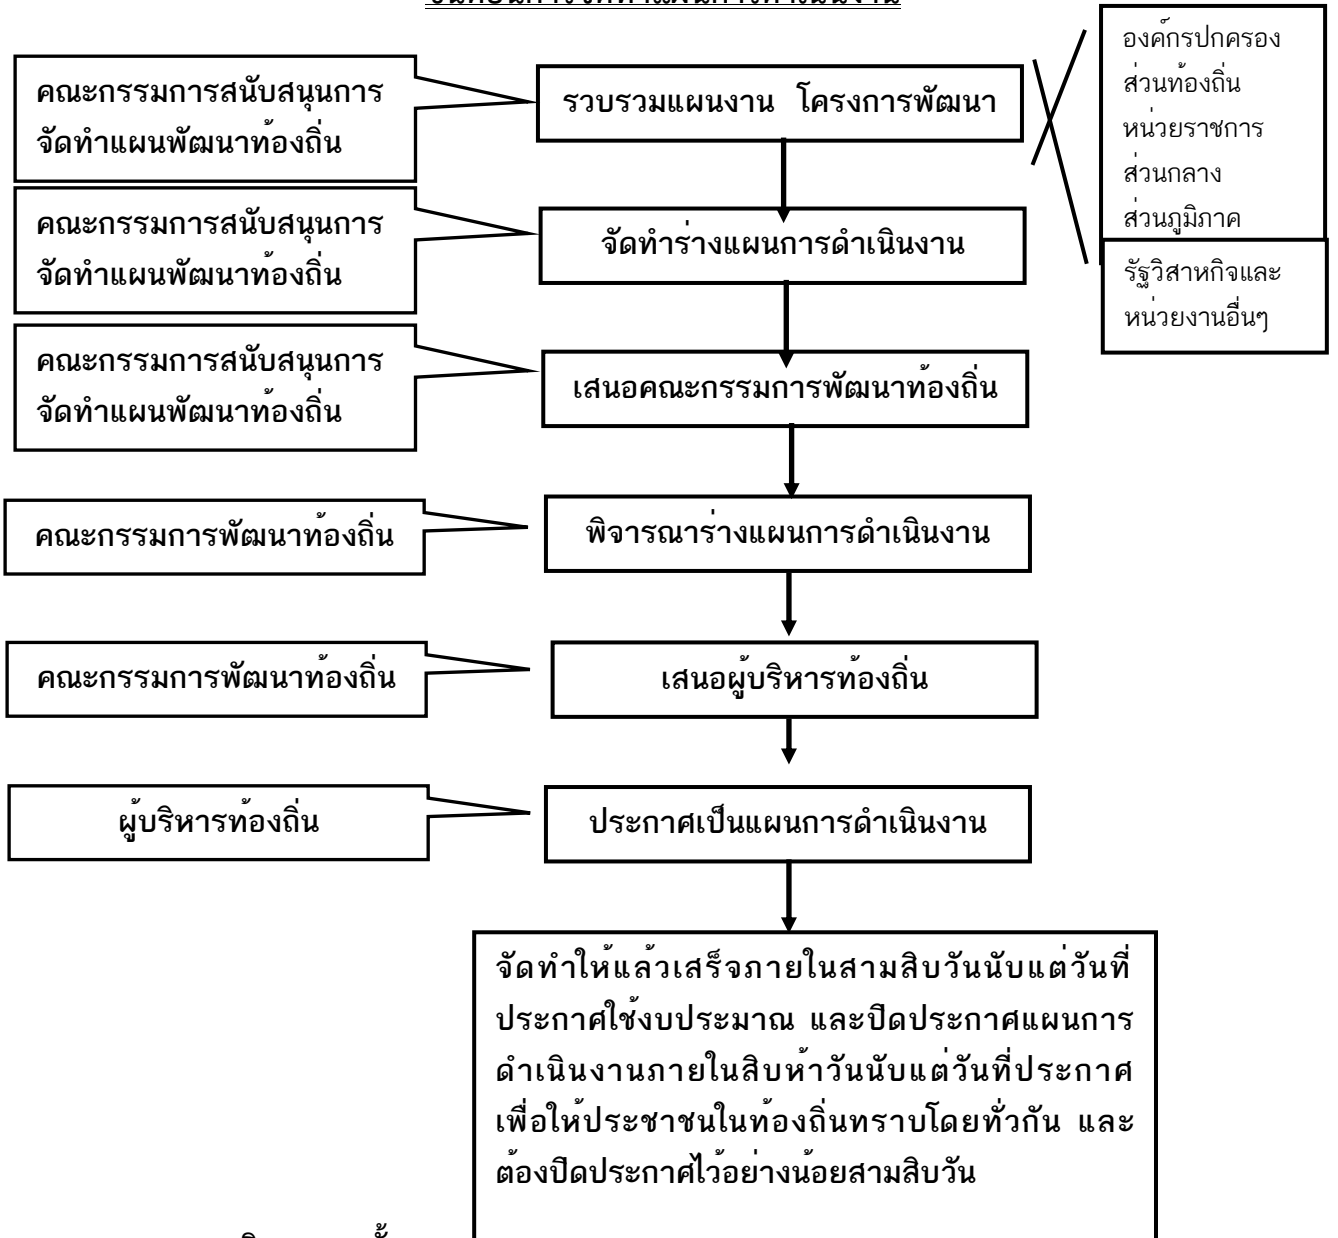 คณะกรรมการสนับสนุนการ
จัดทำแผนพัฒนาท้องถิ่น
รวบรวมแผนงาน โครงการพัฒนา
องค์กรปกครอง
ส่วนท้องถิ่น
หน่วยราชการ
ส่วนกลาง
ส่วนภูมิภาค
รัฐวิสาหกิจและ
หน่วยงานอื่นๆ
คณะกรรมการสนับสนุนการ
จัดทำแผนพัฒนาท้องถิ่น
จัดทำร่างแผนการดำเนินงาน
คณะกรรมการสนับสนุนการ
จัดทำแผนพัฒนาท้องถิ่น
เสนอคณะกรรมการพัฒนาท้องถิ่น
คณะกรรมการพัฒนาท้องถิ่น
พิจารณาร่างแผนการดำเนินงาน
คณะกรรมการพัฒนาท้องถิ่น
เสนอผู้บริหารท้องถิ่น
ผู้บริหารท้องถิ่น
ประกาศเป็นแผนการดำเนินงาน
จัดทำให้แล้วเสร็จภายในสามสิบวันนับแต่วันที่
ประกาศใช้งบประมาณ และปิดประกาศแผนการ
ดำเนินงานภายในสิบห้าวันนับแต่วันที่ประกาศ
เพื่อให้ประชาชนในท้องถิ่นทราบโดยทั่วกัน และ
ต้องปิดประกาศไว้อย่างน้อยสามสิบวัน